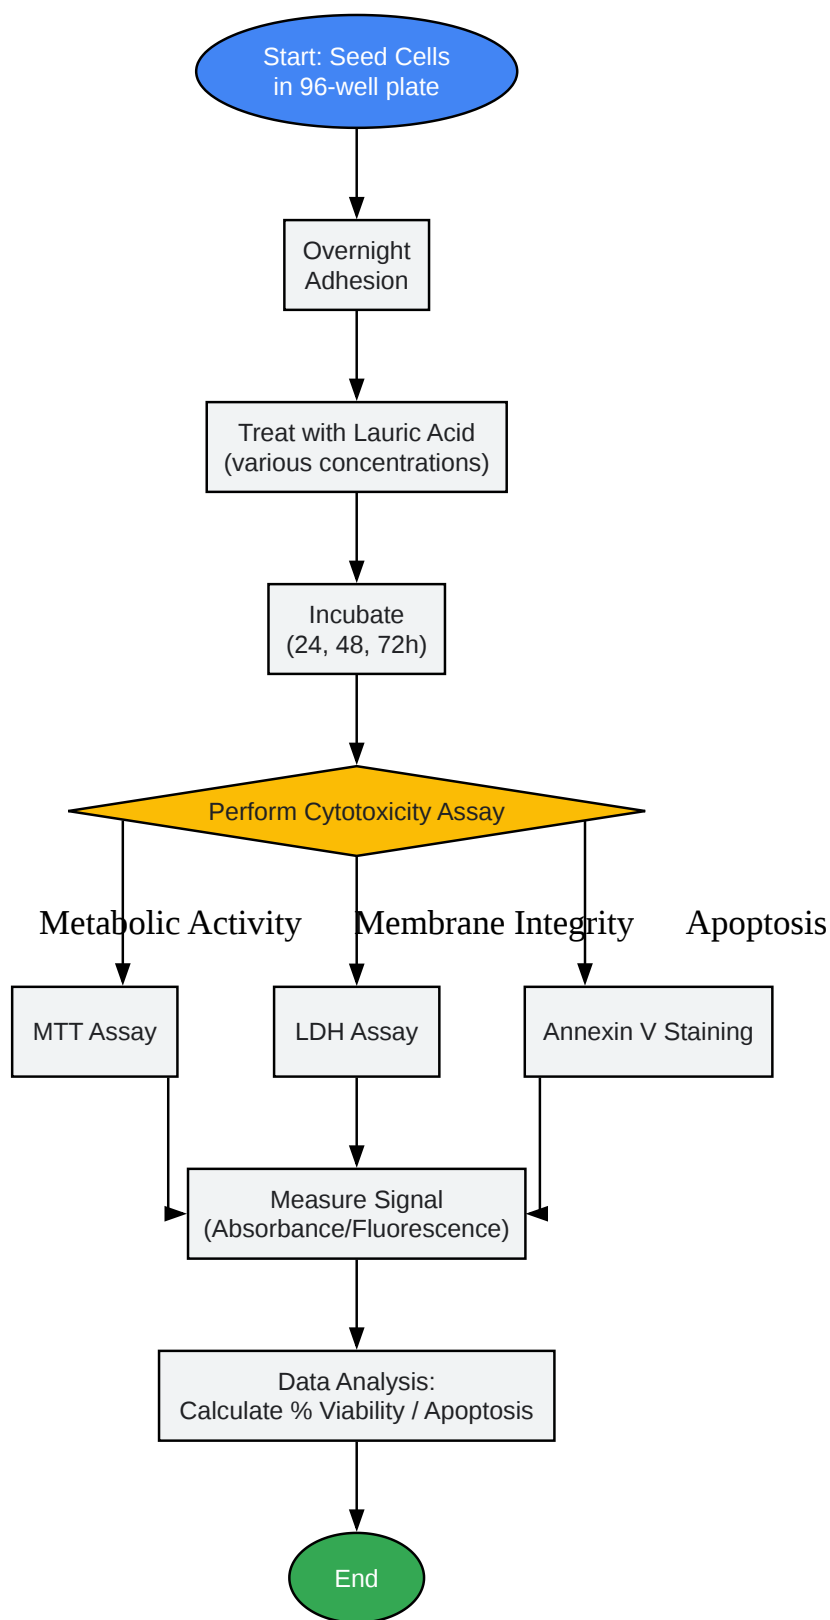 Start: Seed Cells
in 96-well plate
Overnight
Adhesion
Treat with Lauric Acid
(various concentrations)
Incubate
(24, 48, 72h)
Perform Cytotoxicity Assay
Metabolic Activity
Membrane Integrity
Apoptosis
MTT Assay
LDH Assay
Annexin V Staining
Measure Signal
(Absorbance/Fluorescence)
Data Analysis:
Calculate % Viability / Apoptosis
End